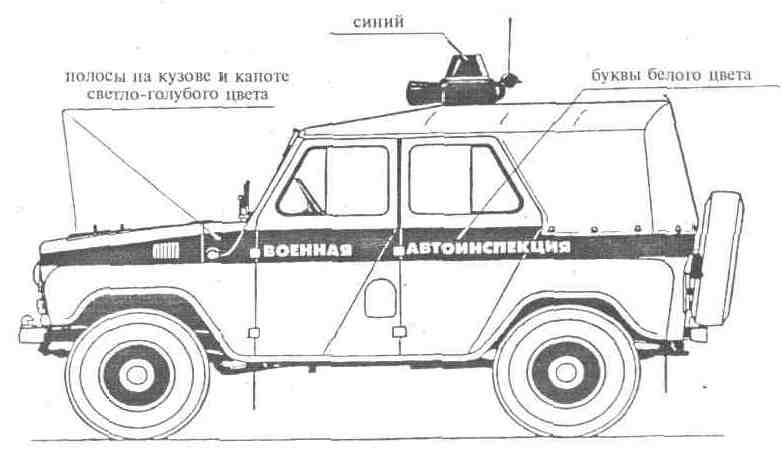 синий
полосы на кузове и капоте
светло-голубого цвета
буквы белого цвета
ВОЕННАЯ АВТОИНСПЕКЦИЯ